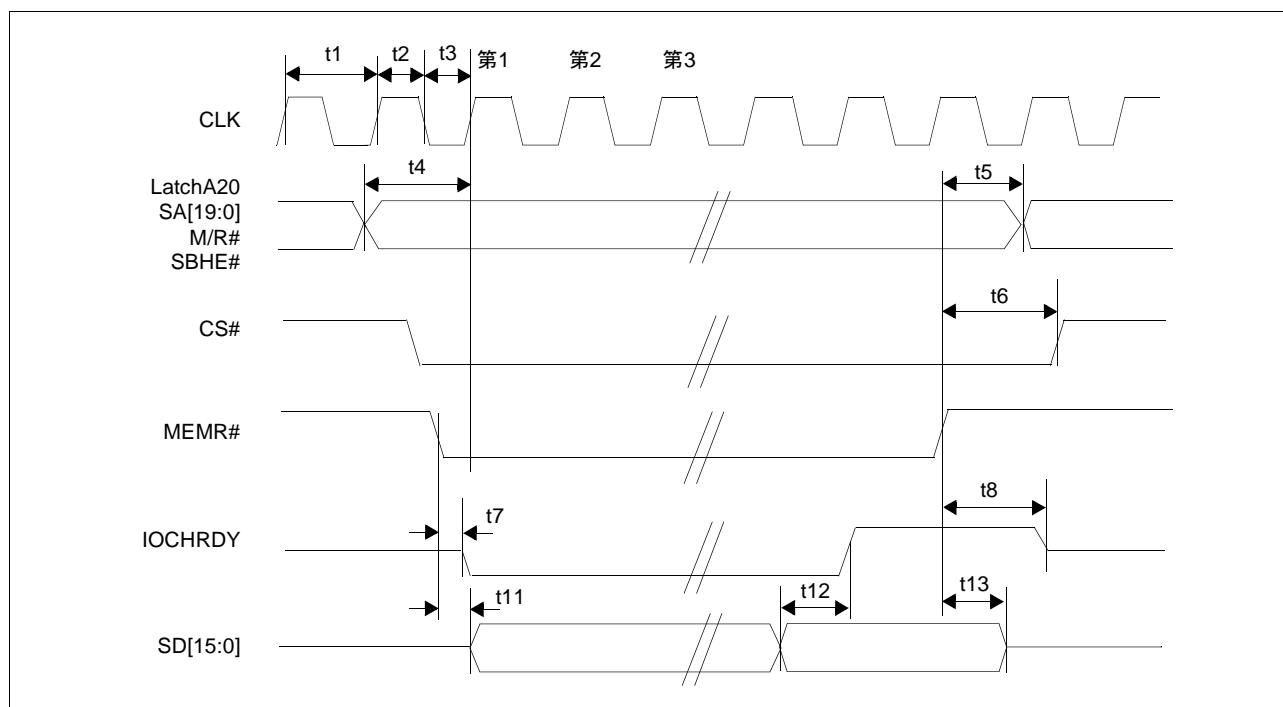 t1 t2 t3 第1 第2 第3
CLK
t4 t5
LatchA20
SA[19:0]
M/R#
SBHE#
t6
CS#
MEMR#
t8
t7
IOCHRDY
t11 t12 t13
SD[15:0]